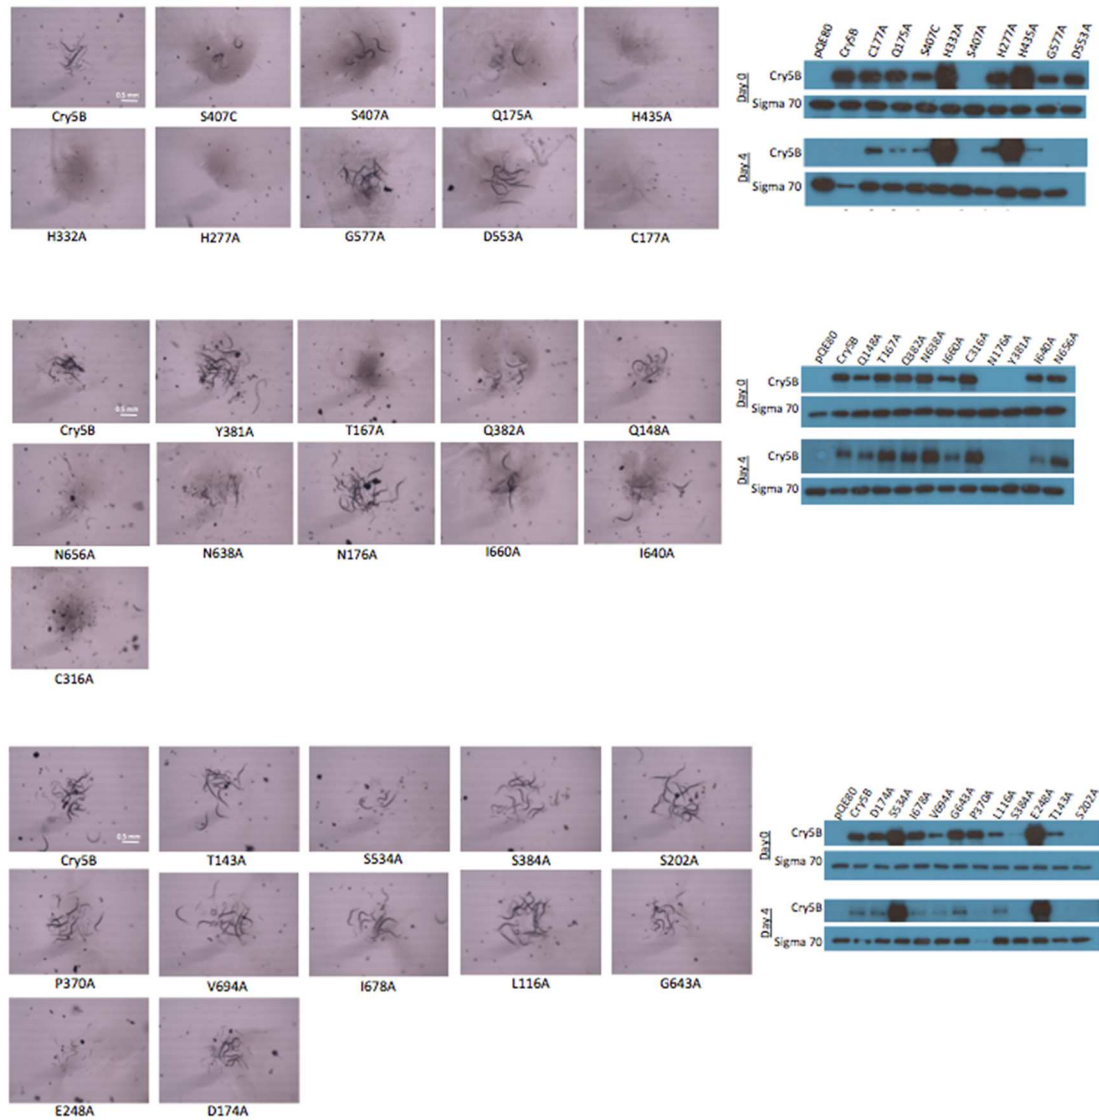 pQE80 Cry5B C177A Q175A S407C H332A S407A H277A H435A G577A D553A
Cry5B
Day 0
Sigma 70
0.5 mm
Cry5B S407C S407A Q175A H435A
Cry5B
Day 4
Sigma 70
H332A H277A G577A D553A C177A
pQE80 Cry5B Q148A T167A Q382A N638A I660A C316A N176A Y381A I640A N656A
Cry5B
Day 0
Sigma 70
0.5 mm
Cry5B Y381A T167A Q382A Q148A
Cry5B
Day 4
Sigma 70
N656A N638A N176A I660A I640A
C316A
pQE80 Cry5B D174A S534A I678A V694A G643A P370A L116A S384A E248A T143A S202A
Cry5B
Day 0
Sigma 70
0.5 mm
Cry5B T143A S534A S384A S202A
Cry5B
Day 4
Sigma 70
P370A V694A I678A L116A G643A
E248A D174A